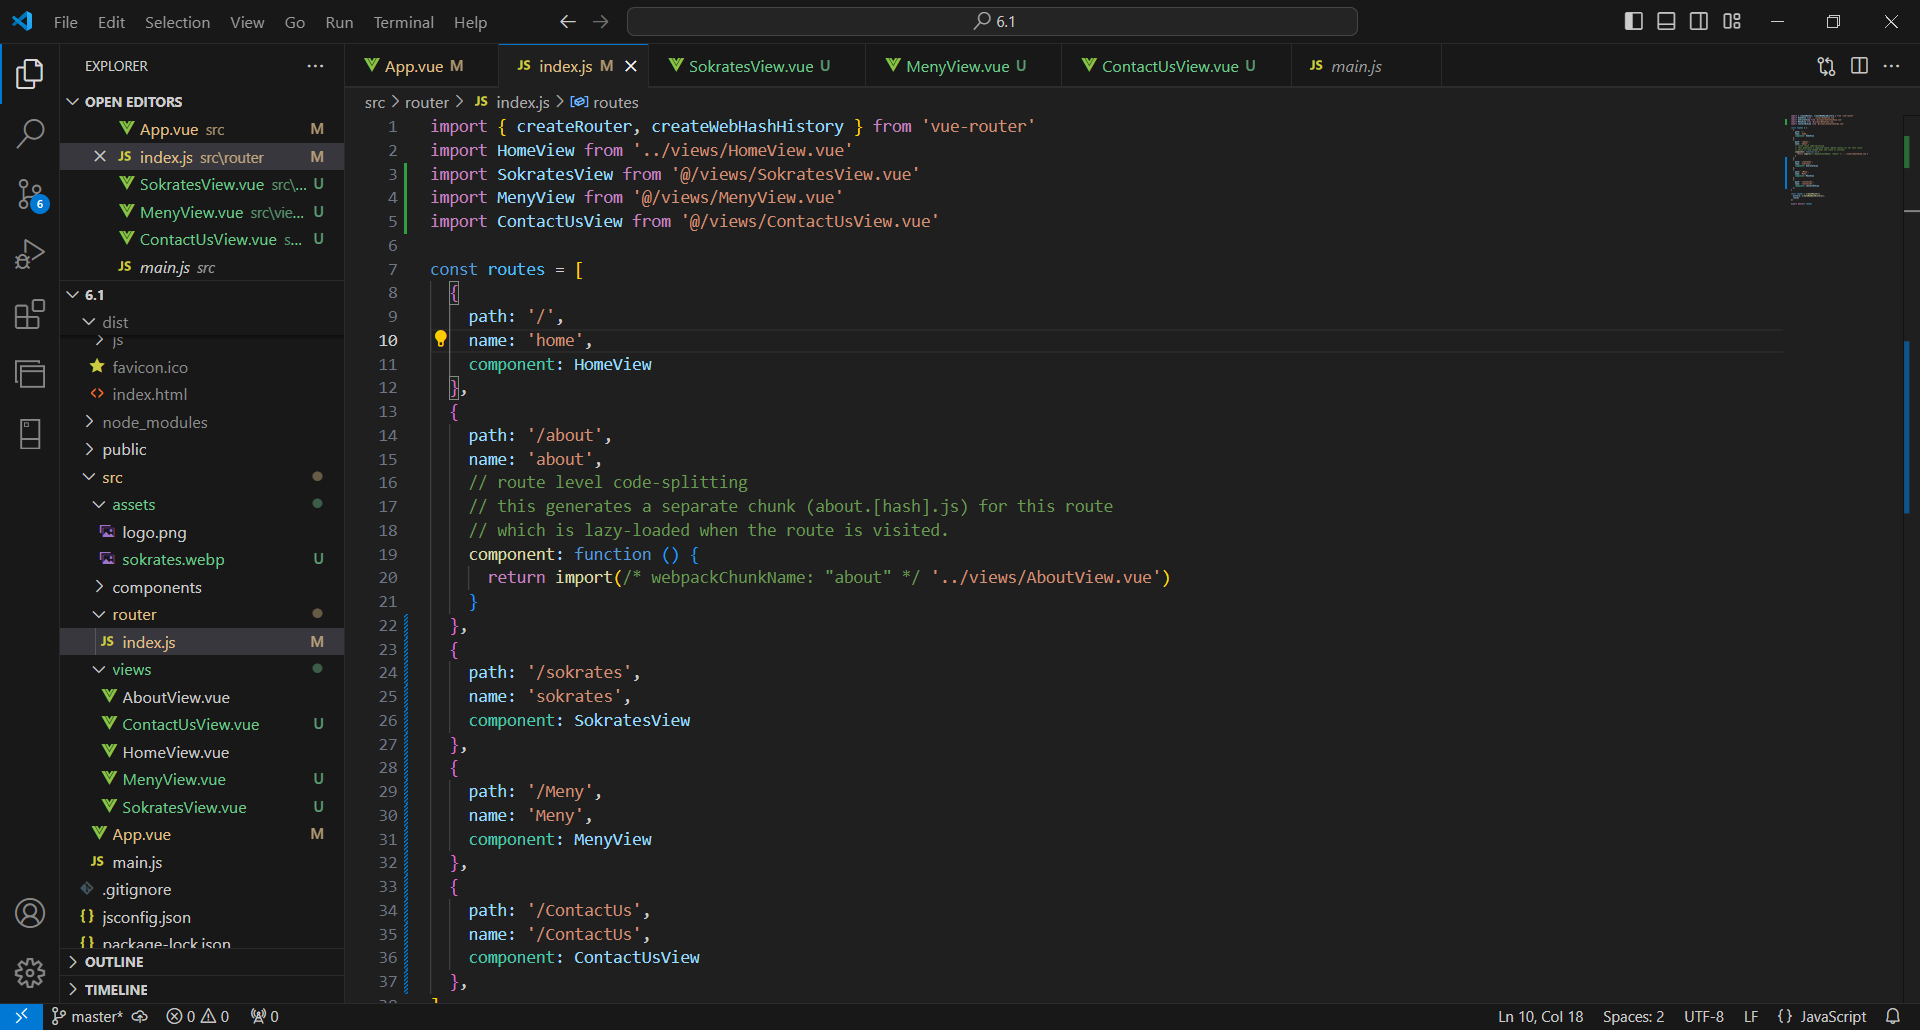 File Edit Selection View Go Run Terminal Help
6.1
EXPLORER
App.vue M
index.js M
SokratesView.vue U
MenyView.vue U
ContactUsView.vue U
main.js
OPEN EDITORS
App.vue src M
index.js src\router M
SokratesView.vue src\... U
MenyView.vue src\vie... U
ContactUsView.vue s... U
main.js src
6.1
dist
js
favicon.ico
index.html
node_modules
public
src
assets
logo.png
sokrates.webp U
components
router
index.js M
views
AboutView.vue
ContactUsView.vue U
HomeView.vue
MenyView.vue U
SokratesView.vue U
App.vue M
main.js
.gitignore
jsconfig.json
package-lock.json
OUTLINE
TIMELINE
src > router > JS index.js > routes
1 import { createRouter, createWebHashHistory } from 'vue-router'
2 import HomeView from '../views/HomeView.vue'
3 import SokratesView from '@/views/SokratesView.vue'
4 import MenyView from '@/views/MenyView.vue'
5 import ContactUsView from '@/views/ContactUsView.vue'
6
7 const routes = [
8 {
9 path: '/',
10 name: 'home',
11 component: HomeView
12 },
13 {
14 path: '/about',
15 name: 'about',
16 // route level code-splitting
17 // this generates a separate chunk (about.[hash].js) for this route
18 // which is lazy-loaded when the route is visited.
19 component: function () {
20 return import(/* webpackChunkName: "about" */ '../views/AboutView.vue')
21 }
22 },
23 {
24 path: '/sokrates',
25 name: 'sokrates',
26 component: SokratesView
27 },
28 {
29 path: '/Meny',
30 name: 'Meny',
31 component: MenyView
32 },
33 {
34 path: '/ContactUs',
35 name: '/ContactUs',
36 component: ContactUsView
37 },
6
master* 0 0 0
Ln 10, Col 18 Spaces: 2 UTF-8 LF {} JavaScript